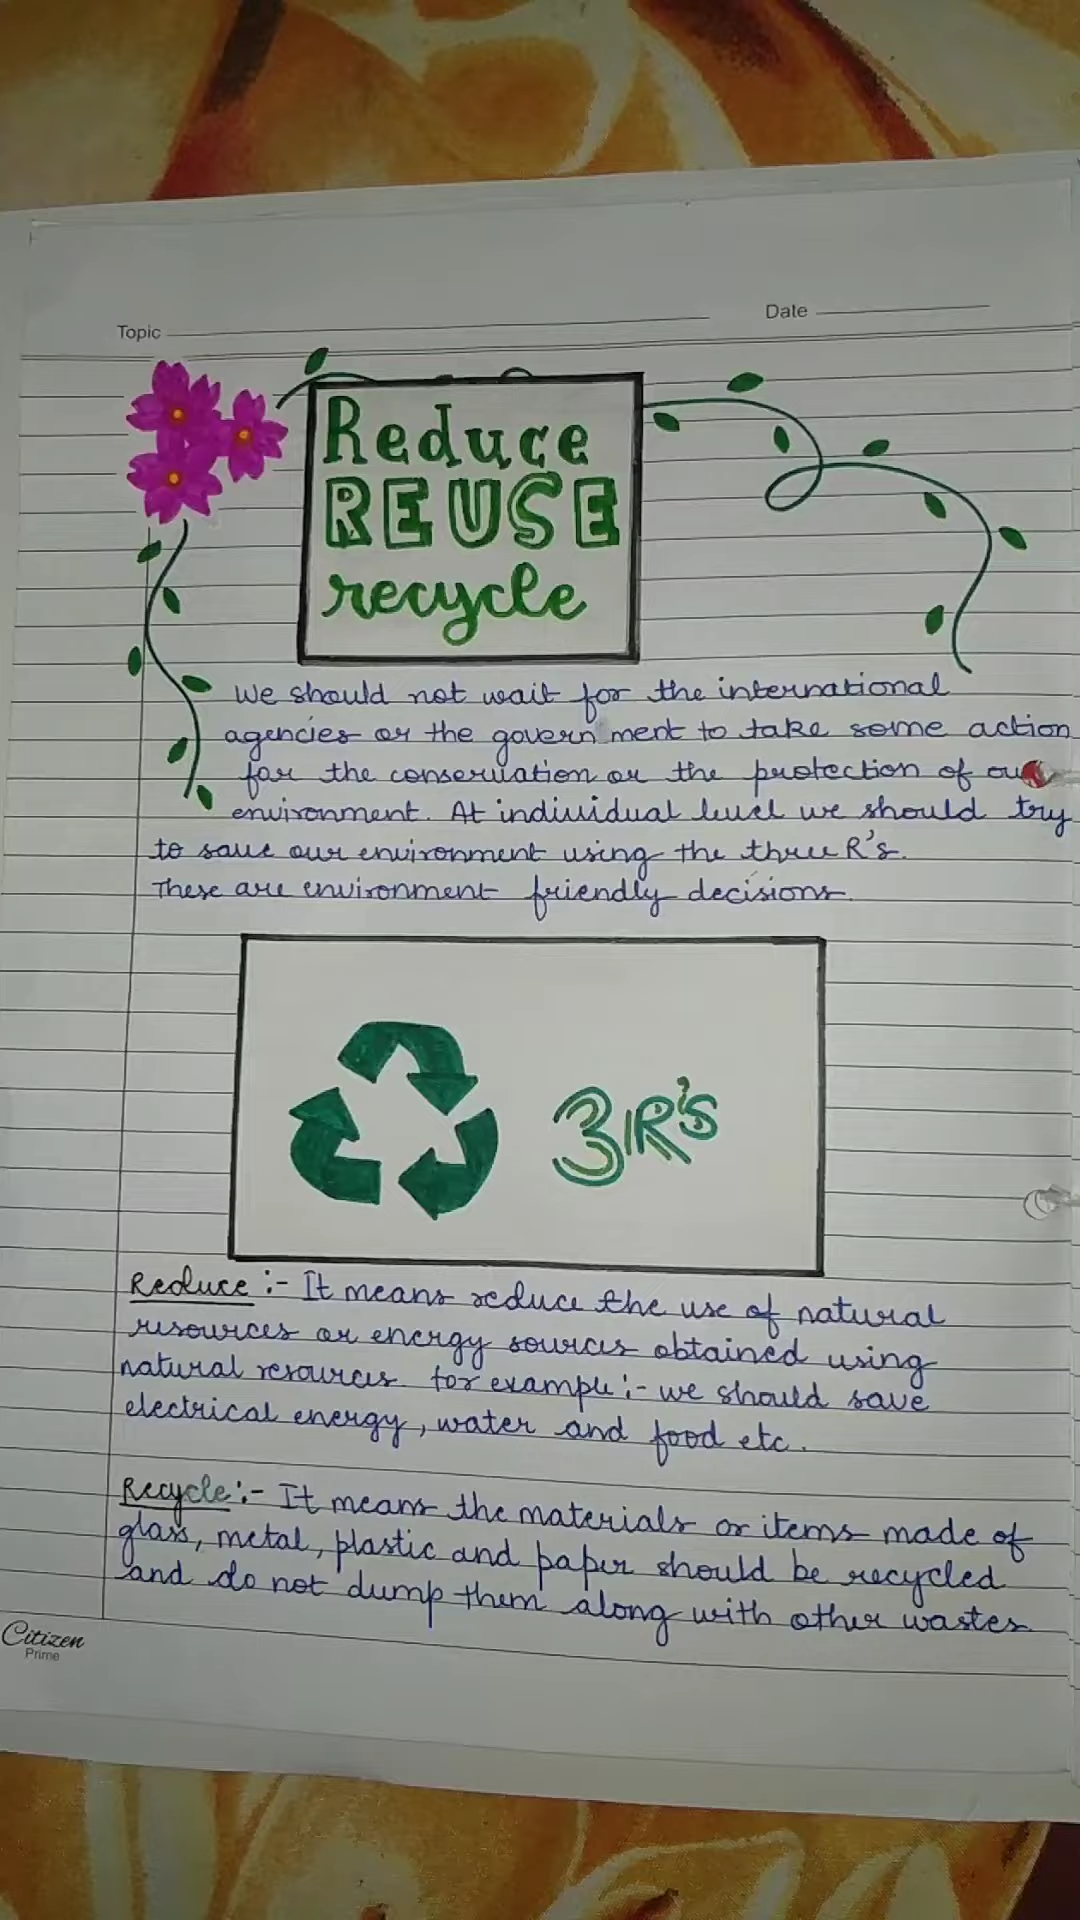 Topic
Date
Reduce
REUSE
recycle
We should not wait for the international
agencies or the government to take some action
for the conservation or the protection of our
environment. At individual level we should try
to save our environment using the three R's.
These are environment friendly decisions.
3R's
Reduce :- It means reduce the use of natural
resources or energy sources obtained using
natural resources. for example :- we should save
electrical energy, water and food etc.
Recycle :- It means the materials or items made of
glass, metal, plastic and paper should be recycled
and do not dump them along with other wastes
Citizen
Prime